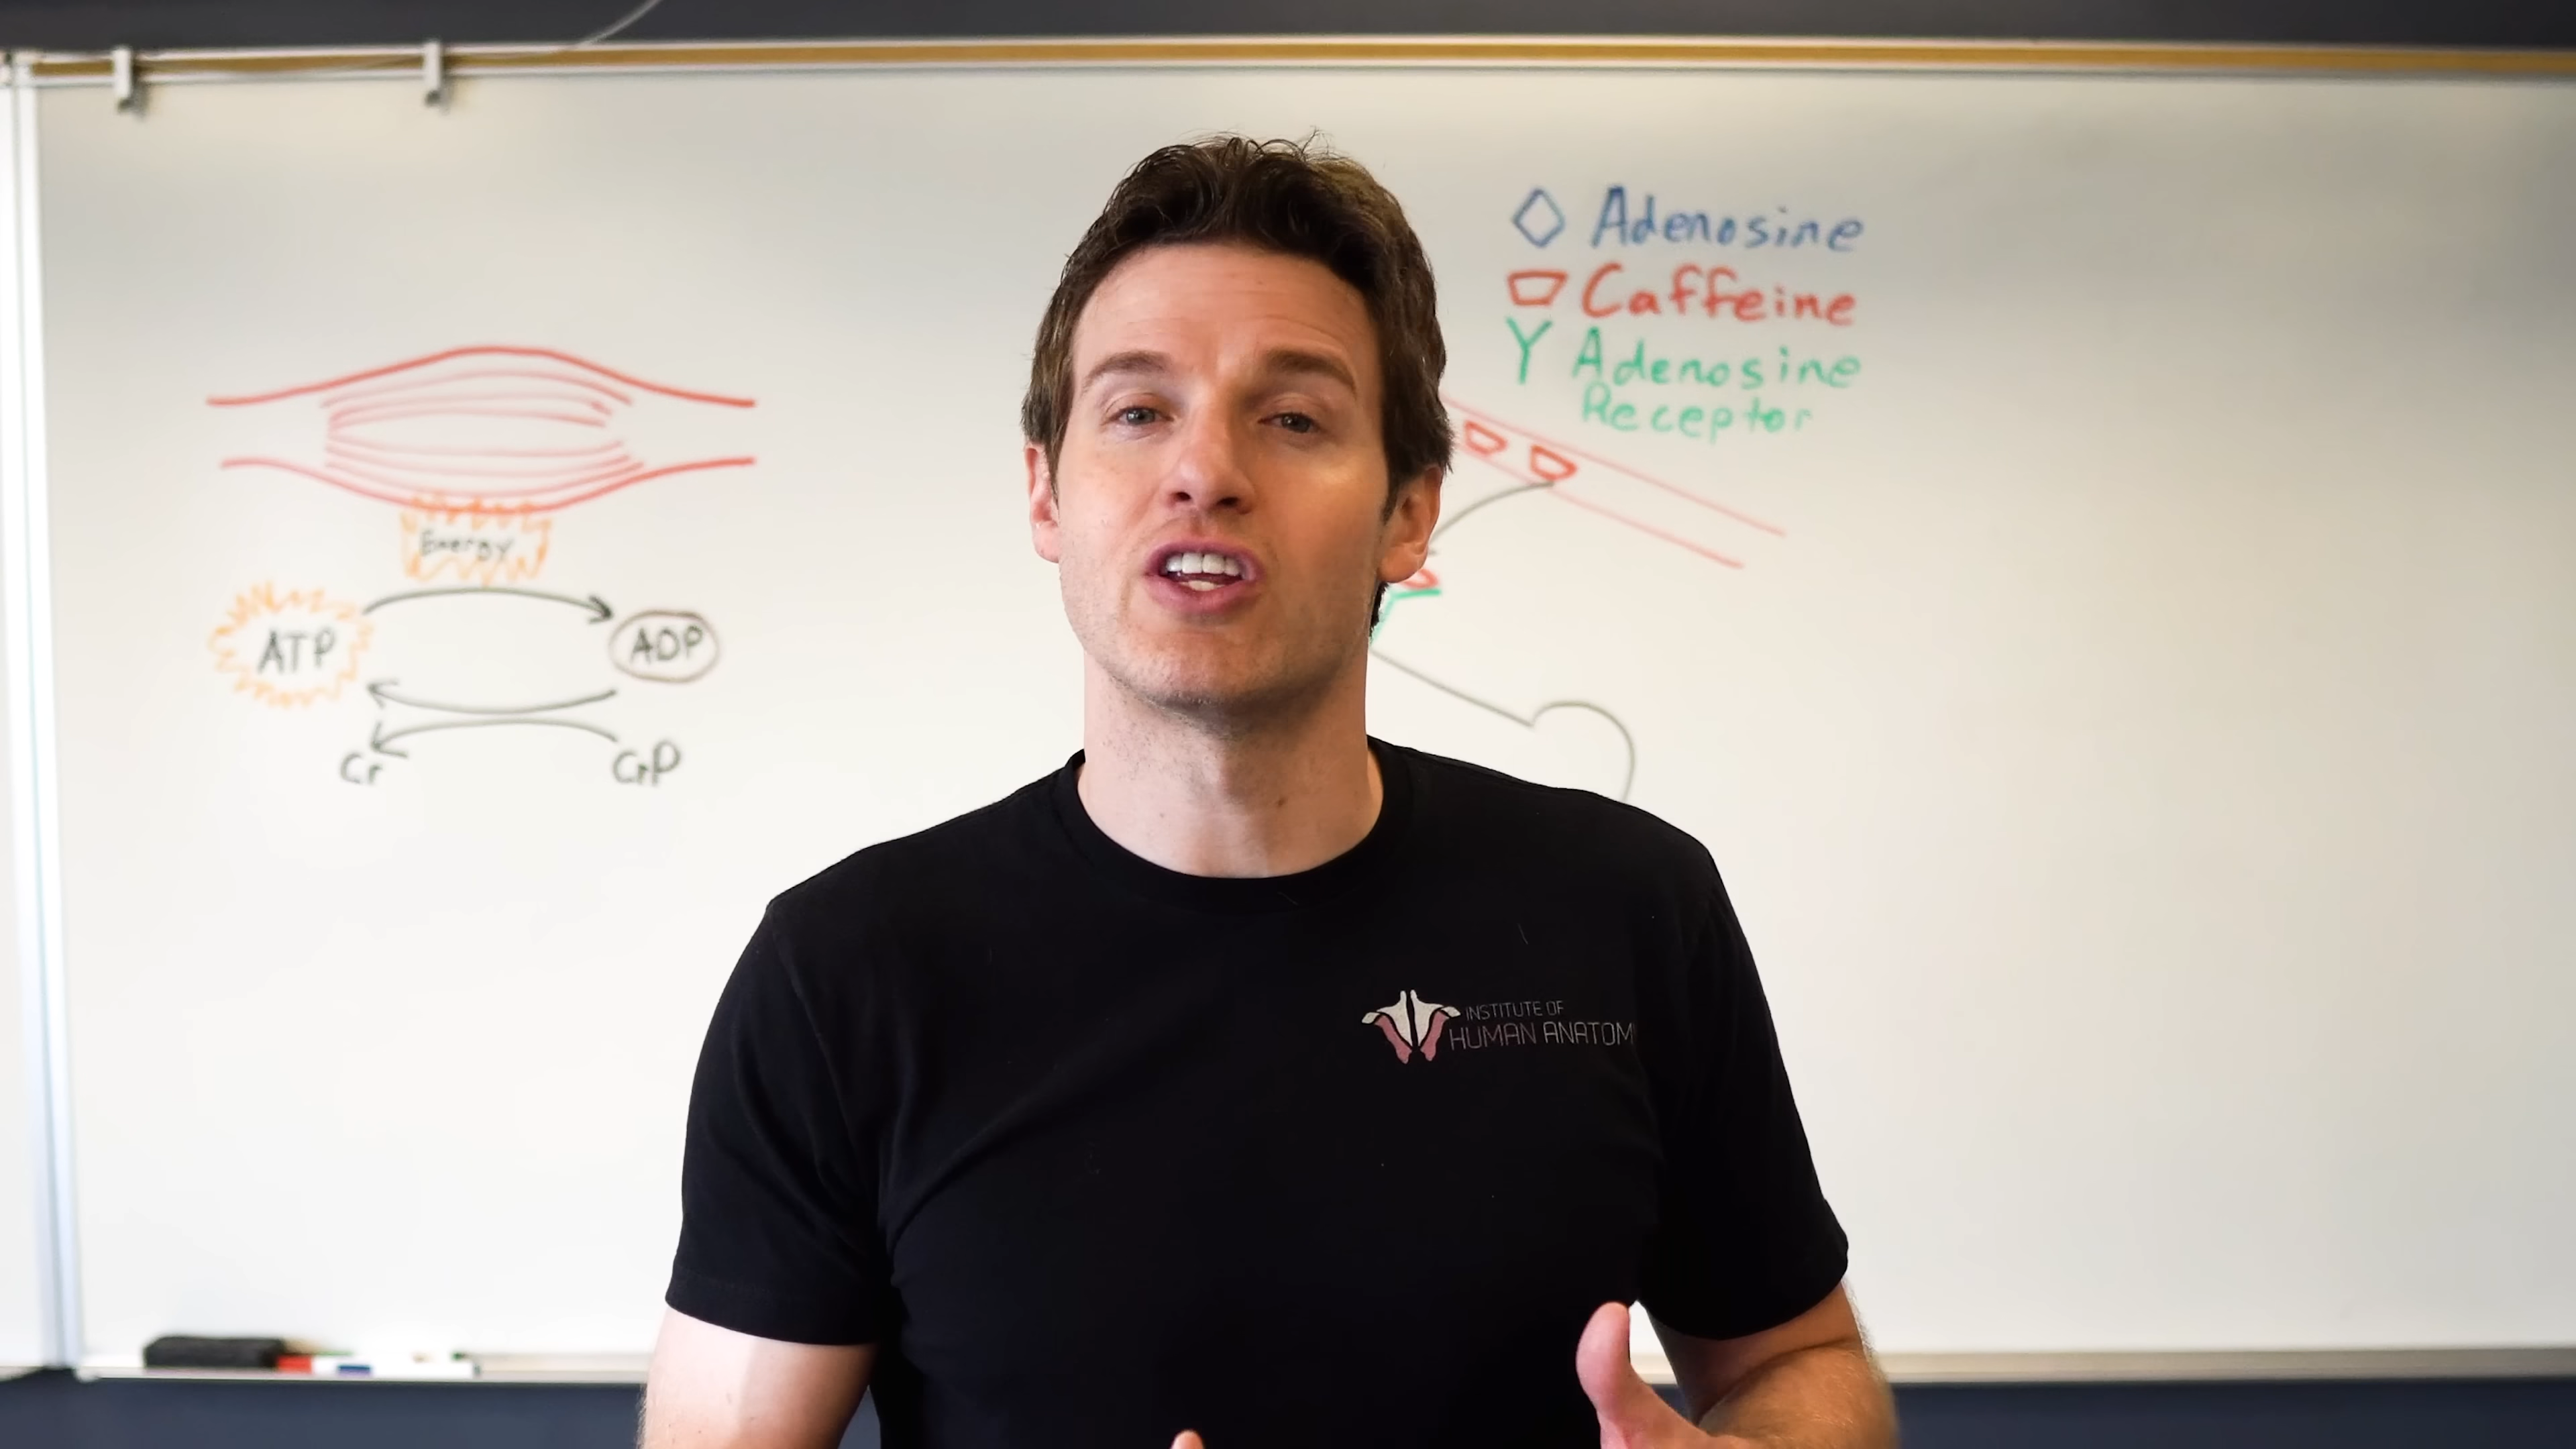 Adenosine
Caffeine
Adenosine
Receptor
Energy
ATP
ADP
Cr
CrP
INSTITUTE OF
HUMAN ANATOM